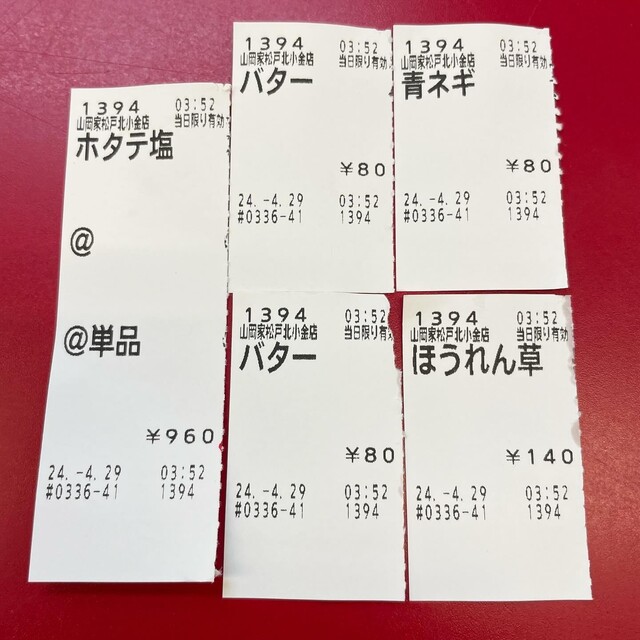 1394 03:52
山岡家松戸北小金店 当日限り有効
ホタテ塩
@
@単品
¥960
24.-4.29 03:52
#0336-41 1394
1394 03:52
山岡家松戸北小金店 当日限り有効
バター
¥80
24.-4.29 03:52
#0336-41 1394
1394 03:52
山岡家松戸北小金店 当日限り有効
青ネギ
¥80
24.-4.29 03:52
#0336-41 1394
1394 03:52
山岡家松戸北小金店 当日限り有効
バター
¥80
24.-4.29 03:52
#0336-41 1394
1394 03:52
山岡家松戸北小金店 当日限り有効
ほうれん草
¥140
24.-4.29 03:52
#0336-41 1394